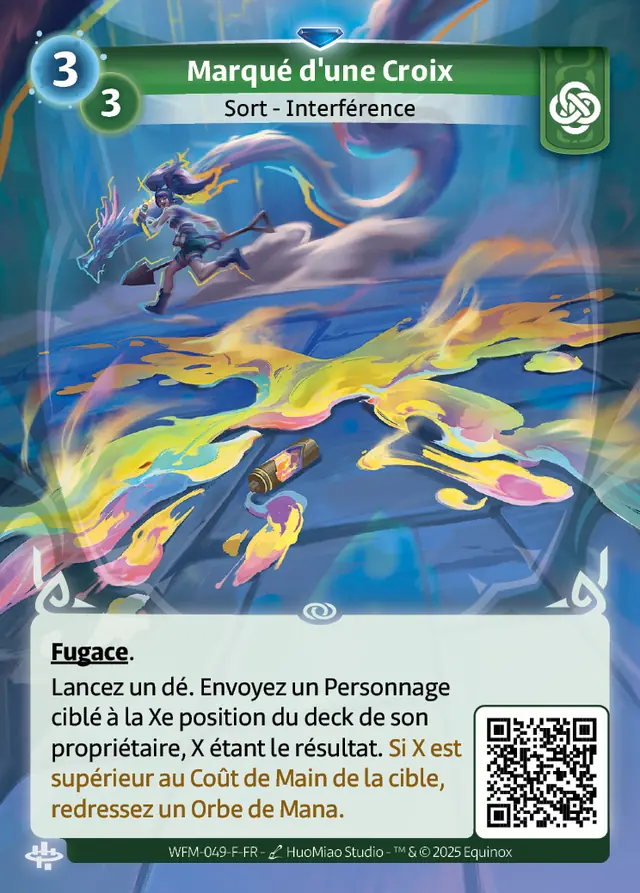 3
3
Marqué d'une Croix
Sort - Interférence
Fugace.
Lancez un dé. Envoyez un Personnage
ciblé à la Xe position du deck de son
propriétaire, X étant le résultat. Si X est
supérieur au Coût de Main de la cible,
redressez un Orbe de Mana.
WFM-049-F-FR - HuoMiao Studio - ™ & © 2025 Equinox